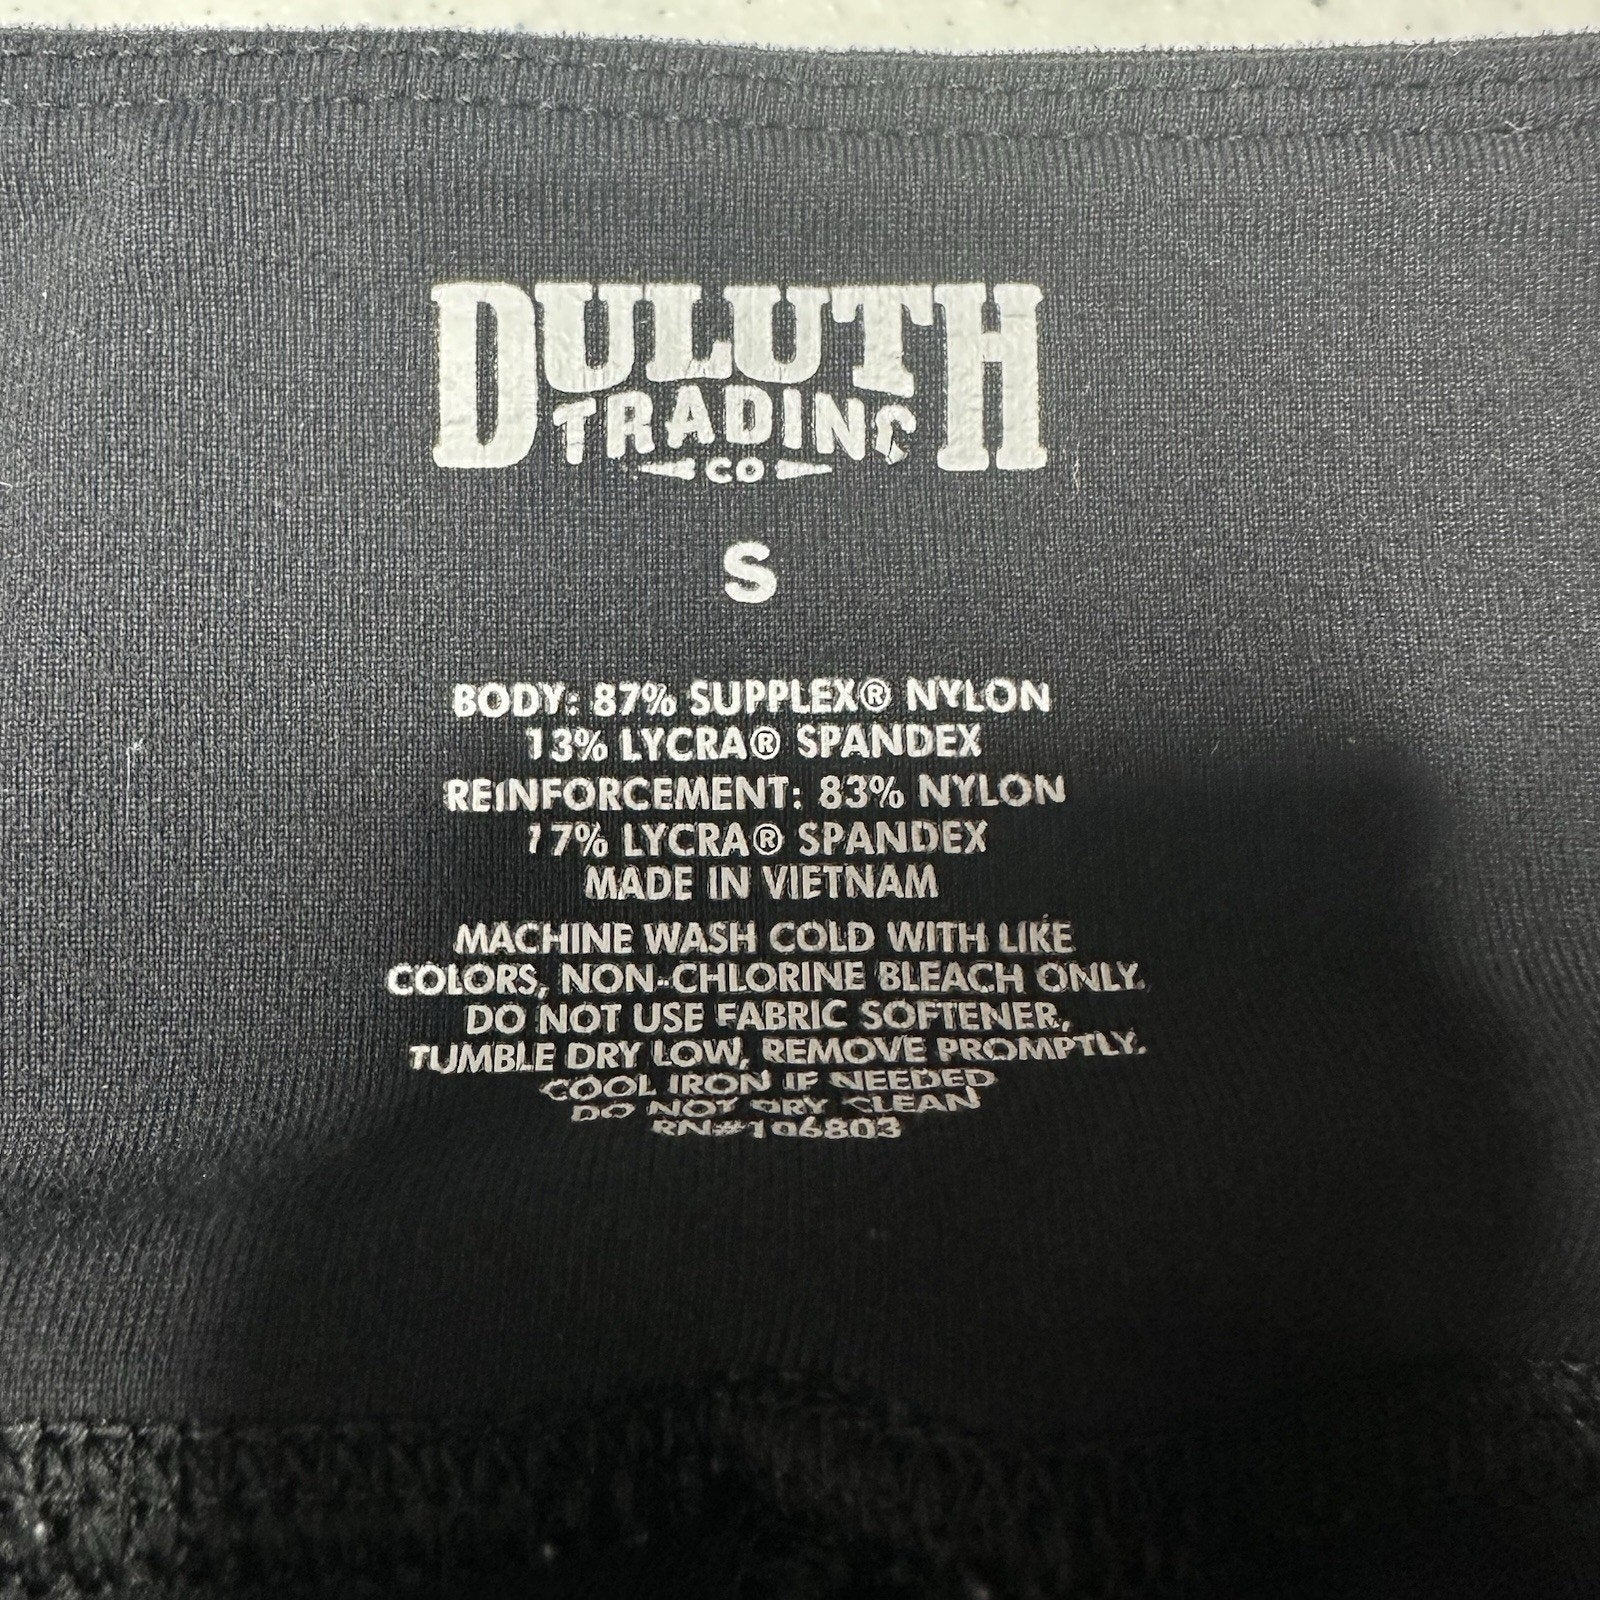 DULUTH
TRADING
CO
S
BODY: 87% SUPPLEX® NYLON
13% LYCRA® SPANDEX
REINFORCEMENT: 83% NYLON
17% LYCRA® SPANDEX
MADE IN VIETNAM
MACHINE WASH COLD WITH LIKE
COLORS, NON-CHLORINE BLEACH ONLY.
DO NOT USE FABRIC SOFTENER,
TUMBLE DRY LOW, REMOVE PROMPTLY.
COOL IRON IF NEEDED
DO NOT DRY CLEAN
RN#106803